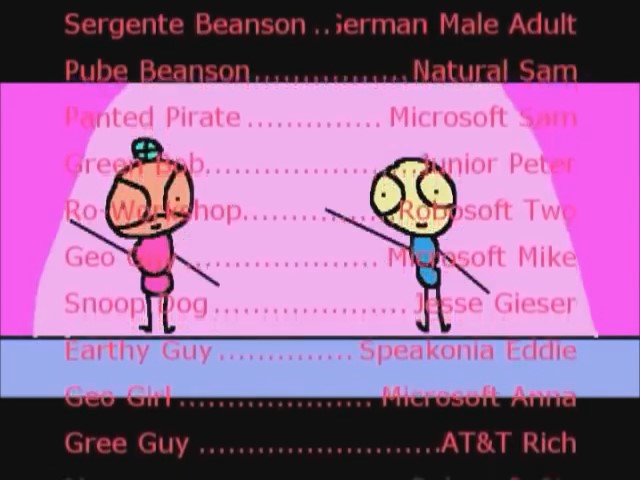 Sergente Beanson ..German Male Adult
Pube Beanson................ Natural Sam
Panted Pirate .............. Microsoft Sam
Green Bob.....................Junior Peter
Ro-Workshop................Robosoft Two
Geo Guy .................... Microsoft Mike
Snoop Dog .................... Jesse Gieser
Earthy Guy .............. Speakonia Eddie
Geo Girl .................... Microsoft Anna
Gree Guy .........................AT&T Rich